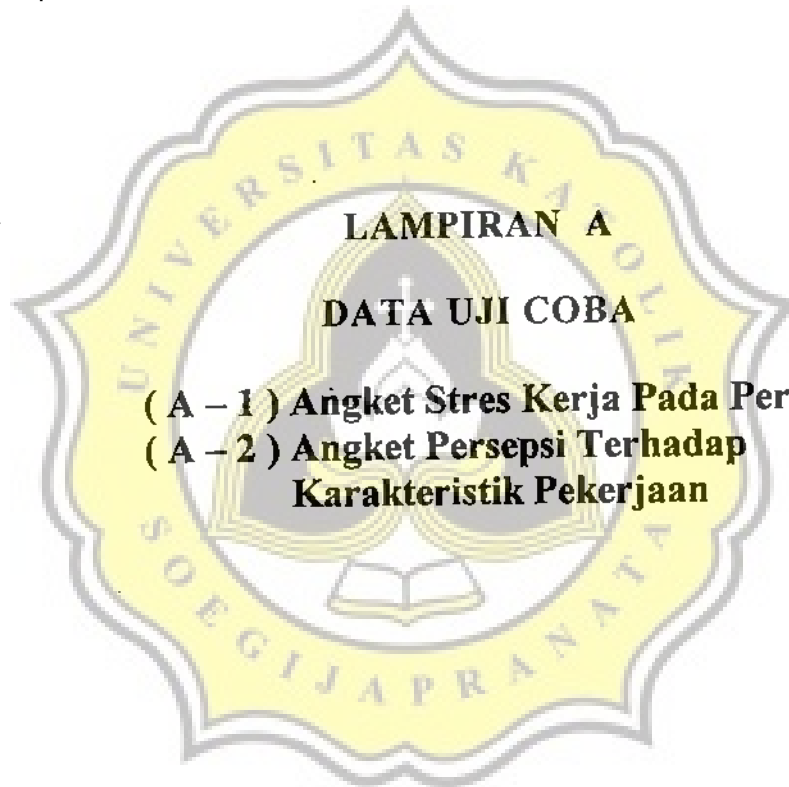 UNIVERSITAS KATOLIK
LAMPIRAN A
DATA UJI COBA
( A – 1 ) Angket Stres Kerja Pada Per
( A – 2 ) Angket Persepsi Terhadap
Karakteristik Pekerjaan
SOEGIJAPRANATA